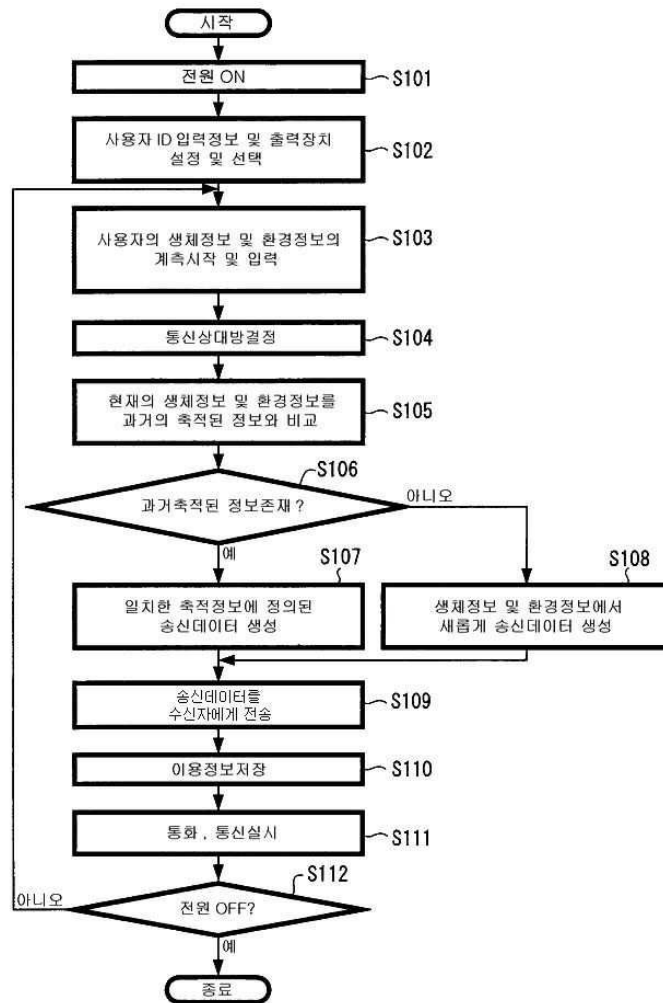 시작
전원 ON
S101
사용자 ID 입력정보 및 출력장치
설정 및 선택
S102
사용자의 생체정보 및 환경정보의
계측시작 및 입력
S103
통신상대방결정
S104
현재의 생체정보 및 환경정보를
과거의 축적된 정보와 비교
S105
S106
과거축적된 정보존재 ?
아니오
예
S107
일치한 축적정보에 정의된
송신데이터 생성
S108
생체정보 및 환경정보에서
새롭게 송신데이터 생성
송신데이터를
수신자에게 전송
S109
이용정보저장
S110
통화 , 통신실시
S111
S112
전원 OFF?
아니오
예
종료